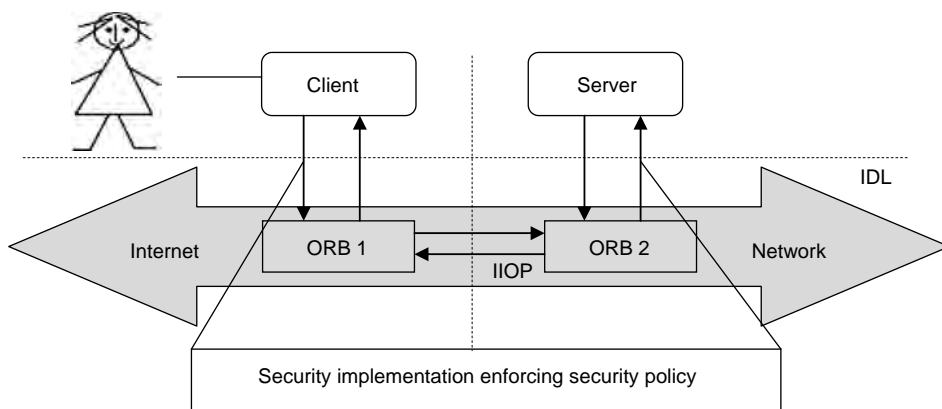 Client
Server
IDL
Internet
ORB 1
ORB 2
Network
IIOP
Security implementation enforcing security policy